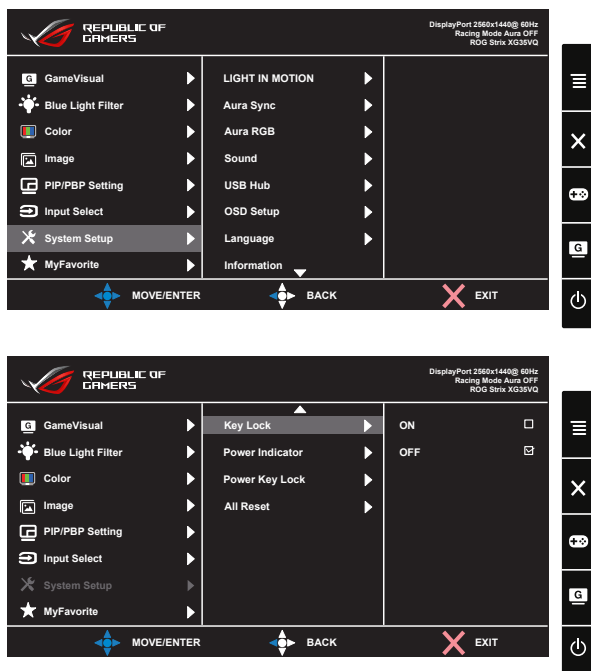 REPUBLIC OF
GAMERS
DisplayPort 2560x1440@ 60Hz
Racing Mode Aura OFF
ROG Strix XG35VQ
G GameVisual
LIGHT IN MOTION
Blue Light Filter
Aura Sync
Color
Aura RGB
Image
Sound
PIP/PBP Setting
USB Hub
Input Select
OSD Setup
System Setup
Language
MyFavorite
Information
MOVE/ENTER
BACK
EXIT
G
REPUBLIC OF
GAMERS
DisplayPort 2560x1440@ 60Hz
Racing Mode Aura OFF
ROG Strix XG35VQ
G GameVisual
Key Lock
ON
Blue Light Filter
Power Indicator
OFF
Color
Power Key Lock
Image
All Reset
PIP/PBP Setting
Input Select
System Setup
MyFavorite
MOVE/ENTER
BACK
EXIT
G